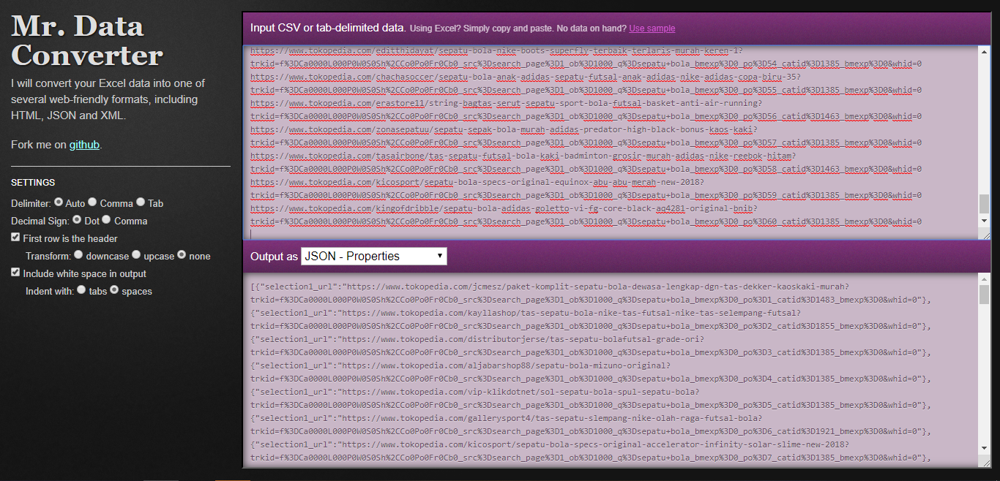 Mr. Data
Converter
I will convert your Excel data into one of
several web-friendly formats, including
HTML, JSON and XML.
Fork me on github.
SETTINGS
Delimiter: Auto Comma Tab
Decimal Sign: Dot Comma
First row is the header
Transform: downcase upcase none
Include white space in output
Indent with: tabs spaces
Input CSV or tab-delimited data. Using Excel? Simply copy and paste. No data on hand? Use sample
https://www.tokopedia.com/editthidayat/sepatu-bola-nike-boots-superfly-terbaik-terlaris-murah-keren-1?
trkid=f%3DCa0000L000P0W0S0Sh%2CCo0Po0Fr0Cb0_src%3Dsearch_page%3D1_ob%3D1000_q%3Dsepatu+bola_bmexp%3D0_po%3D54_catid%3D1385_bmexp%3D0&whid=0
https://www.tokopedia.com/chachasoccer/sepatu-bola-anak-adidas-sepatu-futsal-anak-adidas-nike-adidas-copa-biru-35?
trkid=f%3DCa0000L000P0W0S0Sh%2CCo0Po0Fr0Cb0_src%3Dsearch_page%3D1_ob%3D1000_q%3Dsepatu+bola_bmexp%3D0_po%3D55_catid%3D1385_bmexp%3D0&whid=0
https://www.tokopedia.com/erastore11/string-bagtas-serut-sepatu-sport-bola-futsal-basket-anti-air-running?
trkid=f%3DCa0000L000P0W0S0Sh%2CCo0Po0Fr0Cb0_src%3Dsearch_page%3D1_ob%3D1000_q%3Dsepatu+bola_bmexp%3D0_po%3D56_catid%3D1463_bmexp%3D0&whid=0
https://www.tokopedia.com/zonasepatuu/sepatu-sepak-bola-murah-adidas-predator-high-black-bonus-kaos-kaki?
trkid=f%3DCa0000L000P0W0S0Sh%2CCo0Po0Fr0Cb0_src%3Dsearch_page%3D1_ob%3D1000_q%3Dsepatu+bola_bmexp%3D0_po%3D57_catid%3D1385_bmexp%3D0&whid=0
https://www.tokopedia.com/tasairbone/tas-sepatu-futsal-bola-kaki-badminton-grosir-murah-adidas-nike-reebok-hitam?
trkid=f%3DCa0000L000P0W0S0Sh%2CCo0Po0Fr0Cb0_src%3Dsearch_page%3D1_ob%3D1000_q%3Dsepatu+bola_bmexp%3D0_po%3D58_catid%3D1463_bmexp%3D0&whid=0
https://www.tokopedia.com/kicosport/sepatu-bola-specs-original-equinox-abu-abu-merah-new-2018?
trkid=f%3DCa0000L000P0W0S0Sh%2CCo0Po0Fr0Cb0_src%3Dsearch_page%3D1_ob%3D1000_q%3Dsepatu+bola_bmexp%3D0_po%3D59_catid%3D1385_bmexp%3D0&whid=0
https://www.tokopedia.com/kingofdribble/sepatu-bola-adidas-goletto-vi-fg-core-black-aq4281-original-bnib?
trkid=f%3DCa0000L000P0W0S0Sh%2CCo0Po0Fr0Cb0_src%3Dsearch_page%3D1_ob%3D1000_q%3Dsepatu+bola_bmexp%3D0_po%3D60_catid%3D1385_bmexp%3D0&whid=0
Output as JSON - Properties
[{"selection1_url":"https://www.tokopedia.com/jcmesz/paket-komplit-sepatu-bola-dewasa-lengkap-dgn-tas-dekker-kaoskaki-murah?
trkid=f%3DCa0000L000P0W0S0Sh%2CCo0Po0Fr0Cb0_src%3Dsearch_page%3D1_ob%3D1000_q%3Dsepatu+bola_bmexp%3D0_po%3D1_catid%3D1483_bmexp%3D0&whid=0"},
{"selection1_url":"https://www.tokopedia.com/kayllashop/tas-sepatu-bola-nike-tas-futsal-nike-tas-selempang-futsal?
trkid=f%3DCa0000L000P0W0S0Sh%2CCo0Po0Fr0Cb0_src%3Dsearch_page%3D1_ob%3D1000_q%3Dsepatu+bola_bmexp%3D0_po%3D2_catid%3D1855_bmexp%3D0&whid=0"},
{"selection1_url":"https://www.tokopedia.com/distributorjerse/tas-sepatu-bolafutsal-grade-ori?
trkid=f%3DCa0000L000P0W0S0Sh%2CCo0Po0Fr0Cb0_src%3Dsearch_page%3D1_ob%3D1000_q%3Dsepatu+bola_bmexp%3D0_po%3D3_catid%3D1385_bmexp%3D0&whid=0"},
{"selection1_url":"https://www.tokopedia.com/aljabarshop88/sepatu-bola-mizuno-original?
trkid=f%3DCa0000L000P0W0S0Sh%2CCo0Po0Fr0Cb0_src%3Dsearch_page%3D1_ob%3D1000_q%3Dsepatu+bola_bmexp%3D0_po%3D4_catid%3D1385_bmexp%3D0&whid=0"},
{"selection1_url":"https://www.tokopedia.com/vip-klikdotnet/sol-sepatu-bola-spul-sepatu-bola?
trkid=f%3DCa0000L000P0W0S0Sh%2CCo0Po0Fr0Cb0_src%3Dsearch_page%3D1_ob%3D1000_q%3Dsepatu+bola_bmexp%3D0_po%3D5_catid%3D1385_bmexp%3D0&whid=0"},
{"selection1_url":"https://www.tokopedia.com/gallerysport4/tas-sepatu-slempang-nike-olah-raga-futsal-bola?
trkid=f%3DCa0000L000P0W0S0Sh%2CCo0Po0Fr0Cb0_src%3Dsearch_page%3D1_ob%3D1000_q%3Dsepatu+bola_bmexp%3D0_po%3D6_catid%3D1921_bmexp%3D0&whid=0"},
{"selection1_url":"https://www.tokopedia.com/kicosport/sepatu-bola-specs-original-accelerator-infinity-solar-slime-new-2018?
trkid=f%3DCa0000L000P0W0S0Sh%2CCo0Po0Fr0Cb0_src%3Dsearch_page%3D1_ob%3D1000_q%3Dsepatu+bola_bmexp%3D0_po%3D7_catid%3D1385_bmexp%3D0&whid=0"},